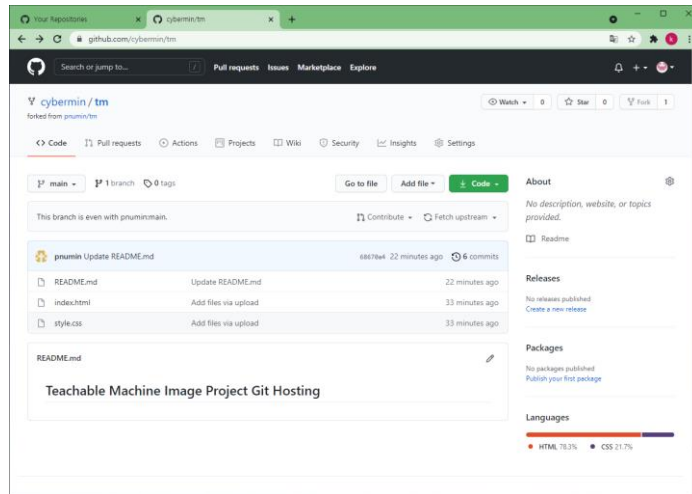 Your Repositories
cybermin/tm
github.com/cybermin/tm
Search or jump to...
Pull requests Issues Marketplace Explore
cybermin / tm
forked from pnumin/tm
Watch 0 Star 0 Fork 1
Code Pull requests Actions Projects Wiki Security Insights Settings
main 1 branch 0 tags
Go to file Add file Code
This branch is even with pnumin:main.
Contribute Fetch upstream
pnumin Update README.md 22 minutes ago 6 commits
README.md Update README.md 22 minutes ago
index.html Add files via upload 33 minutes ago
style.css Add files via upload 33 minutes ago
README.md
Teachable Machine Image Project Git Hosting
About
No description, website, or topics
provided.
Readme
Releases
No releases published
Create a new release
Packages
No packages published
Publish your first package
Languages
HTML 78.3% CSS 21.7%